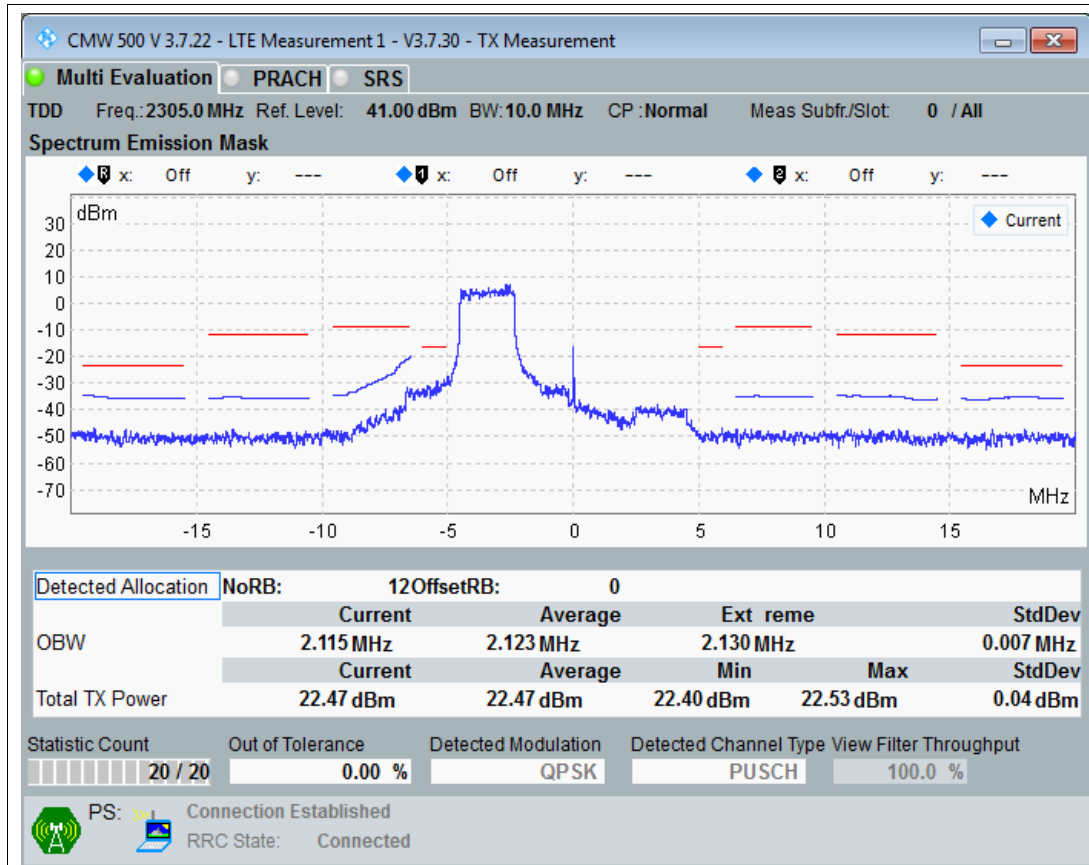 CMW 500 V 3.7.22 - LTE Measurement 1 - V3.7.30 - TX Measurement
Multi Evaluation PRACH SRS
TDD Freq.: 2305.0 MHz Ref. Level: 41.00 dBm BW: 10.0 MHz CP : Normal Meas Subfr./Slot: 0 / All
Spectrum Emission Mask
R x: Off y: --- 1 x: Off y: --- 2 x: Off y: ---
dBm
Current
30
20
10
0
-10
-20
-30
-40
-50
-60
-70
MHz
-15 -10 -5 0 5 10 15
Detected Allocation NoRB: 12 OffsetRB: 0
Current Average Ext reme StdDev
OBW 2.115 MHz 2.123 MHz 2.130 MHz 0.007 MHz
Current Average Min Max StdDev
Total TX Power 22.47 dBm 22.47 dBm 22.40 dBm 22.53 dBm 0.04 dBm
Statistic Count Out of Tolerance Detected Modulation Detected Channel Type View Filter Throughput
20 / 20 0.00 % QPSK PUSCH 100.0 %
PS: Connection Established
RRC State: Connected